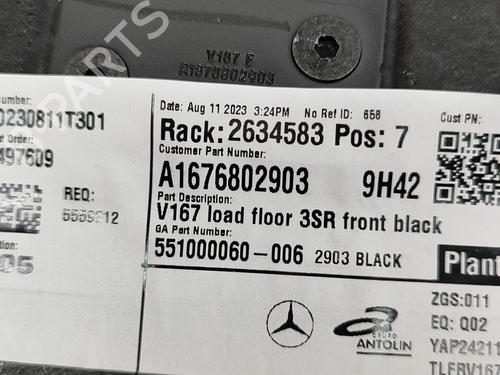 V167 E
A1676802903
Number:
0230811T301
Date: Aug 11 2023 3:24PM No Ref ID: 658
Cust PN:
Rack: 2634583 Pos: 7
Order:
497609
Customer Part Number:
A1676802903 9H42
REQ:
5559312
Part Description:
V167 load floor 3SR front black
GA Part Number:
551000060-006 2903 BLACK
Plant
05
ZGS:011
EQ: Q02
YAP24211
TLFRV167
GRUPO
ANTOLIN
PARTS